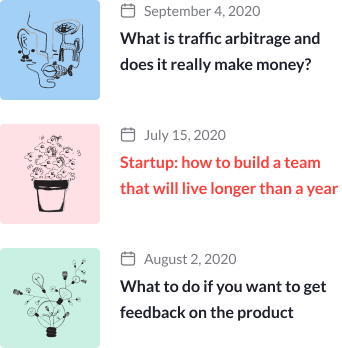 September 4, 2020
What is traffic arbitrage and
does it really make money?
July 15, 2020
Startup: how to build a team
that will live longer than a year
August 2, 2020
What to do if you want to get
feedback on the product